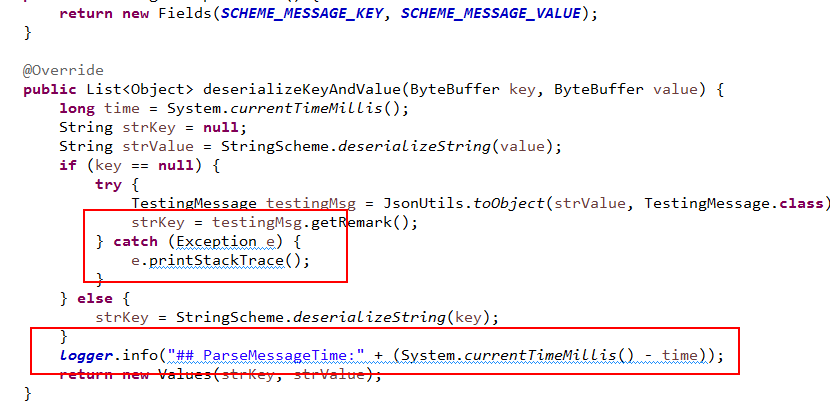 return new Fields(SCHEME_MESSAGE_KEY, SCHEME_MESSAGE_VALUE);
}
@Override
public List<Object> deserializeKeyAndValue(ByteBuffer key, ByteBuffer value) {
long time = System.currentTimeMillis();
String strKey = null;
String strValue = StringScheme.deserializeString(value);
if (key == null) {
try {
TestingMessage testingMsg = JsonUtils.toObject(strValue, TestingMessage.class)
strKey = testingMsg.getRemark();
} catch (Exception e) {
e.printStackTrace();
}
} else {
strKey = StringScheme.deserializeString(key);
}
logger.info("## ParseMessageTime:" + (System.currentTimeMillis() - time));
return new Values(strKey, strValue);
}